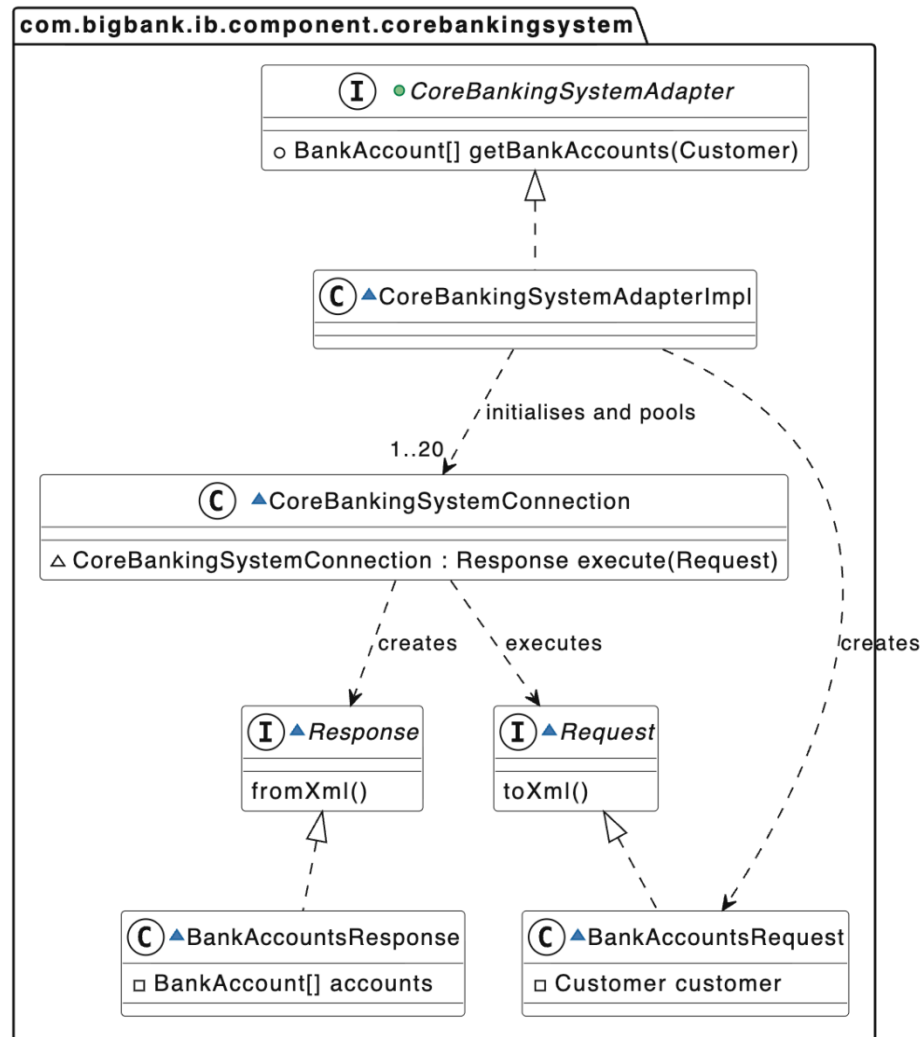 com.bigbank.ib.component.corebankingsystem
I CoreBankingSystemAdapter
BankAccount[] getBankAccounts(Customer)
C CoreBankingSystemAdapterImpl
initialises and pools
1..20
C CoreBankingSystemConnection
CoreBankingSystemConnection : Response execute(Request)
creates
executes
creates
I Response
I Request
fromXml()
toXml()
C BankAccountsResponse
C BankAccountsRequest
BankAccount[] accounts
Customer customer